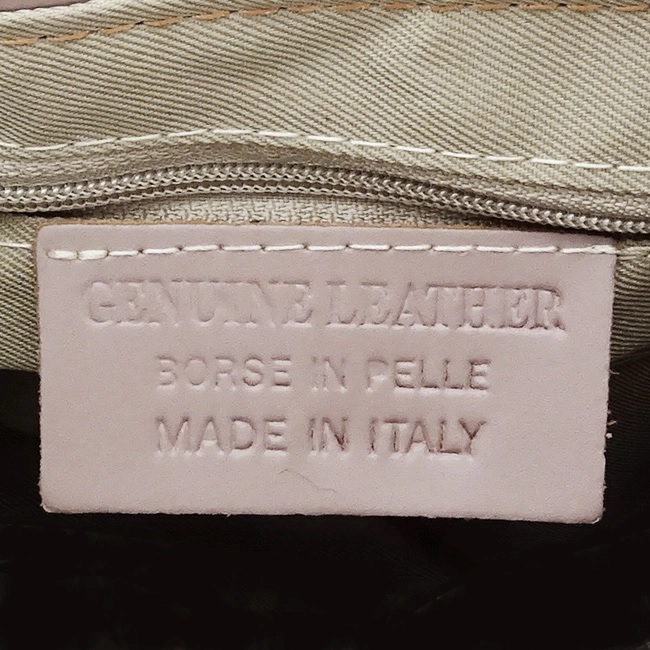 GENUINE LEATHER
BORSE IN PELLE
MADE IN ITALY